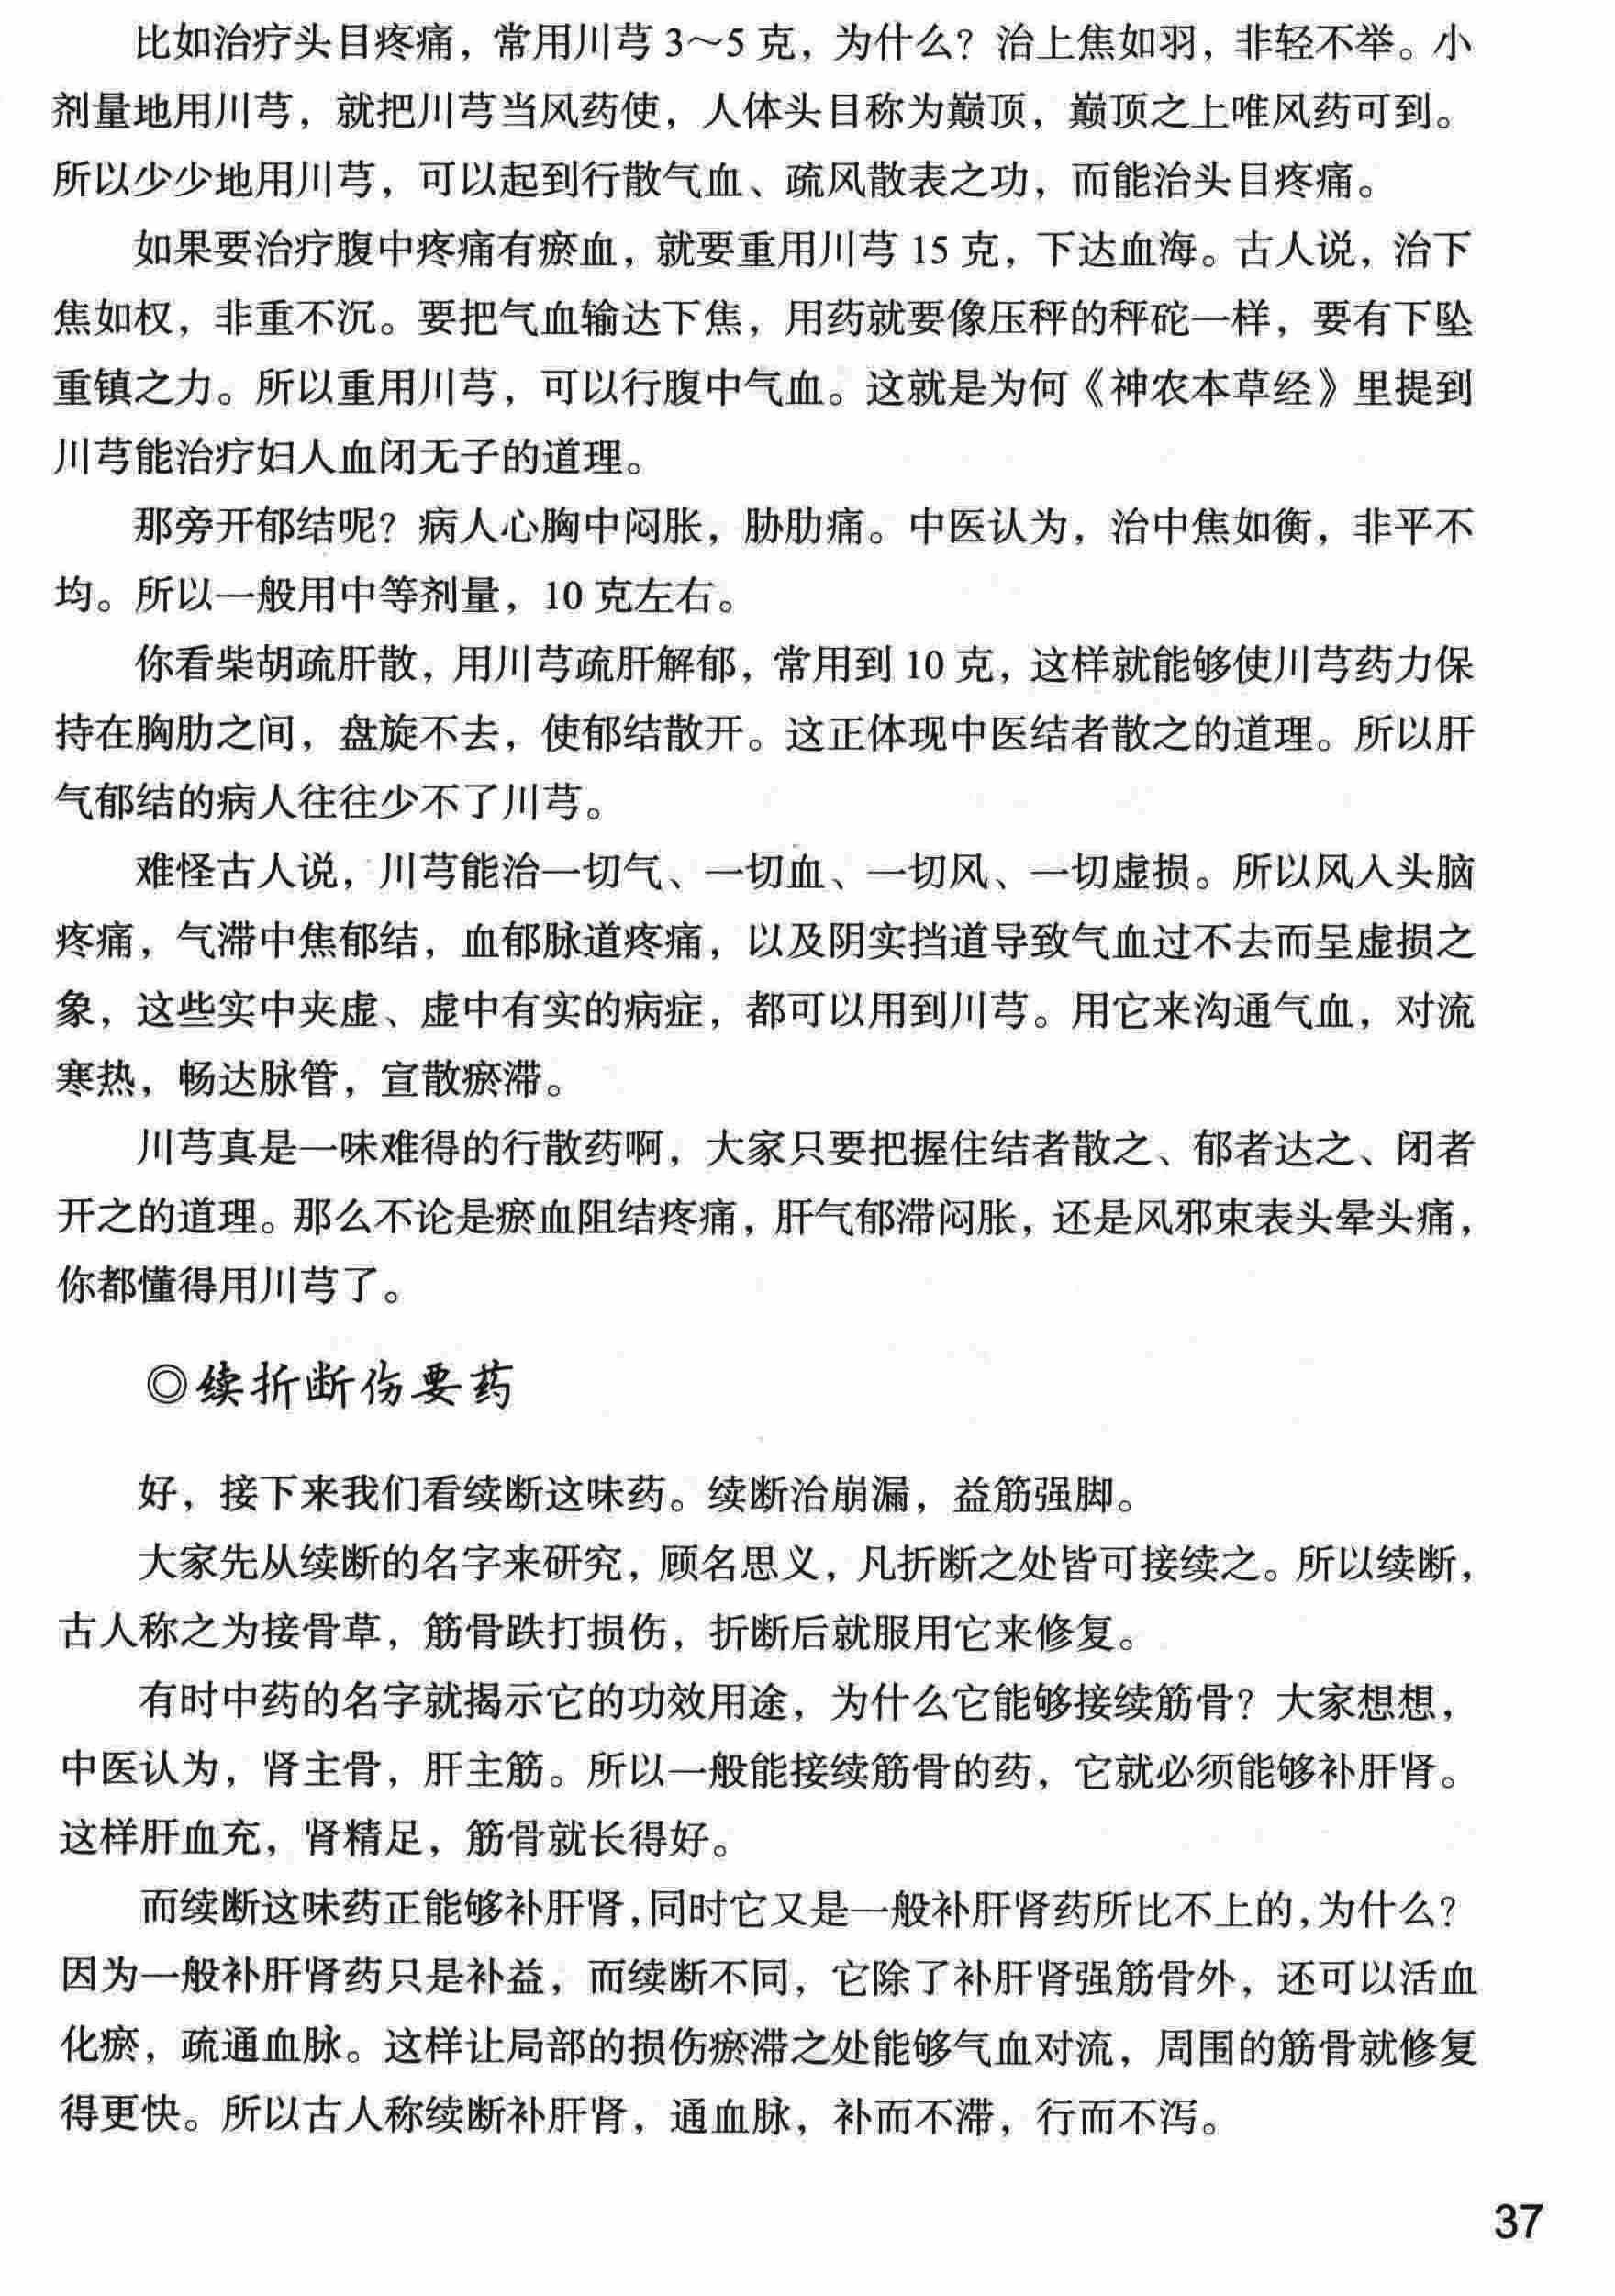 比如治疗头目疼痛，常用川芎 3～5 克，为什么？治上焦如羽，非轻不举。小
剂量地用川芎，就把川芎当风药使，人体头目称为巅顶，巅顶之上唯风药可到。
所以少少地用川芎，可以起到行散气血、疏风散表之功，而能治头目疼痛。
如果要治疗腹中疼痛有瘀血，就要重用川芎 15 克，下达血海。古人说，治下
焦如权，非重不沉。要把气血输达下焦，用药就要像压秤的秤砣一样，要有下坠
重镇之力。所以重用川芎，可以行腹中气血。这就是为何《神农本草经》里提到
川芎能治疗妇人血闭无子的道理。
那旁开郁结呢？病人心胸中闷胀，胁肋痛。中医认为，治中焦如衡，非平不
均。所以一般用中等剂量，10 克左右。
你看柴胡疏肝散，用川芎疏肝解郁，常用到 10 克，这样就能够使川芎药力保
持在胸肋之间，盘旋不去，使郁结散开。这正体现中医结者散之的道理。所以肝
气郁结的病人往往少不了川芎。
难怪古人说，川芎能治一切气、一切血、一切风、一切虚损。所以风入头脑
疼痛，气滞中焦郁结，血郁脉道疼痛，以及阴实挡道导致气血过不去而呈虚损之
象，这些实中夹虚、虚中有实的病症，都可以用到川芎。用它来沟通气血，对流
寒热，畅达脉管，宣散瘀滞。
川芎真是一味难得的行散药啊，大家只要把握住结者散之、郁者达之、闭者
开之的道理。那么不论是瘀血阻结疼痛，肝气郁滞闷胀，还是风邪束表头晕头痛，
你都懂得用川芎了。
◎续折断伤要药
好，接下来我们看续断这味药。续断治崩漏，益筋强脚。
大家先从续断的名字来研究，顾名思义，凡折断之处皆可接续之。所以续断，
古人称之为接骨草，筋骨跌打损伤，折断后就服用它来修复。
有时中药的名字就揭示它的功效用途，为什么它能够接续筋骨？大家想想，
中医认为，肾主骨，肝主筋。所以一般能接续筋骨的药，它就必须能够补肝肾。
这样肝血充，肾精足，筋骨就长得好。
而续断这味药正能够补肝肾，同时它又是一般补肝肾药所比不上的，为什么？
因为一般补肝肾药只是补益，而续断不同，它除了补肝肾强筋骨外，还可以活血
化瘀，疏通血脉。这样让局部的损伤瘀滞之处能够气血对流，周围的筋骨就修复
得更快。所以古人称续断补肝肾，通血脉，补而不滞，行而不泻。
37